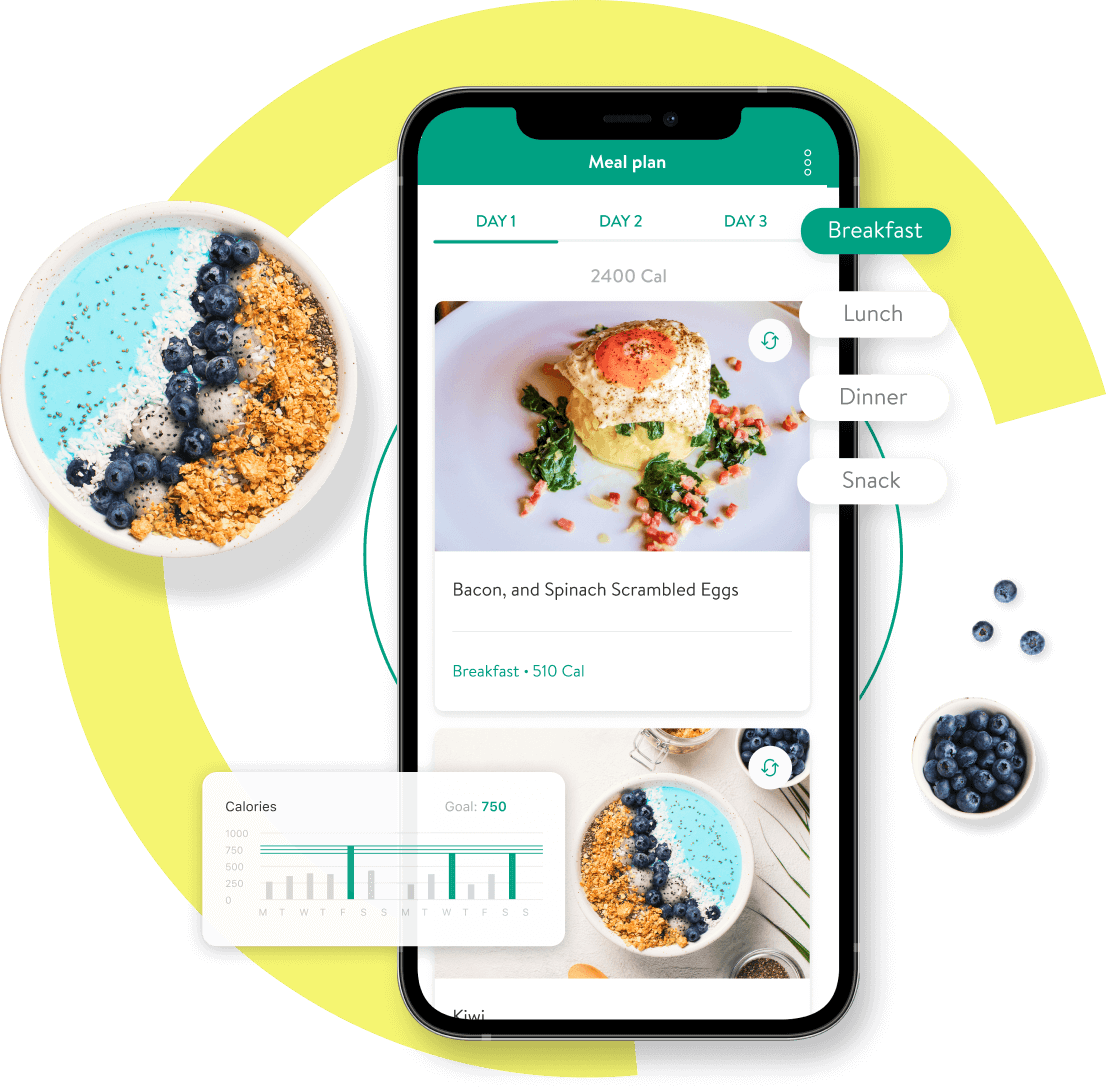 Meal plan
DAY 1 DAY 2 DAY 3
Breakfast
2400 Cal
Lunch
Dinner
Snack
Bacon, and Spinach Scrambled Eggs
Breakfast • 510 Cal
Calories Goal: 750
1000
750
500
250
0
M T W T F S S M T W T F S S
Kiwi